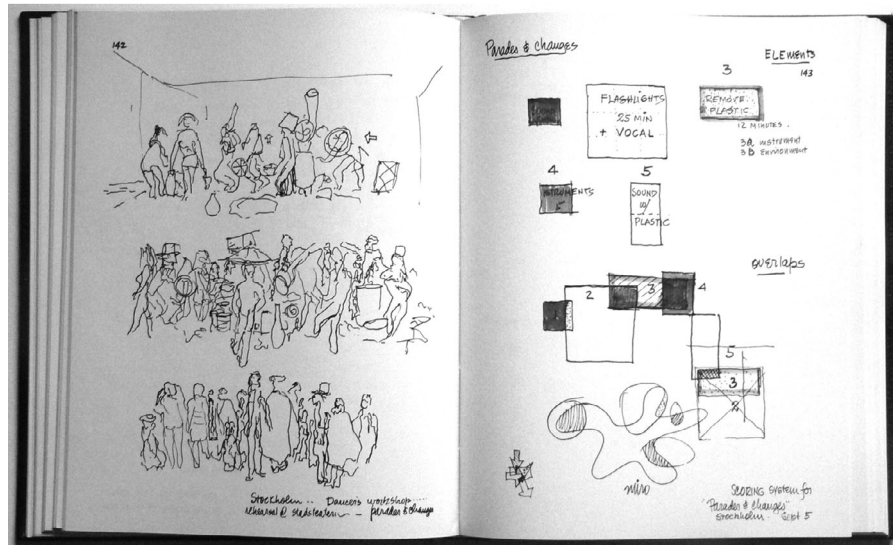 142
Stockholm .. Dancer's workshop ....
rehearsal @ Stadsteatern — parades & changes
Parades & Changes
ELEMENTS
143
3
FLASHLIGHTS
25 MIN
+ VOCAL
REMOVE
PLASTIC
12 MINUTES.
3a instrument
3B Environment
4
5
SOUND
w/
PLASTIC
OVERLAPS
2
3
4
5
3
2
miro
SCORING System for
"Parades & Changes"
Stockholm - Sept 5